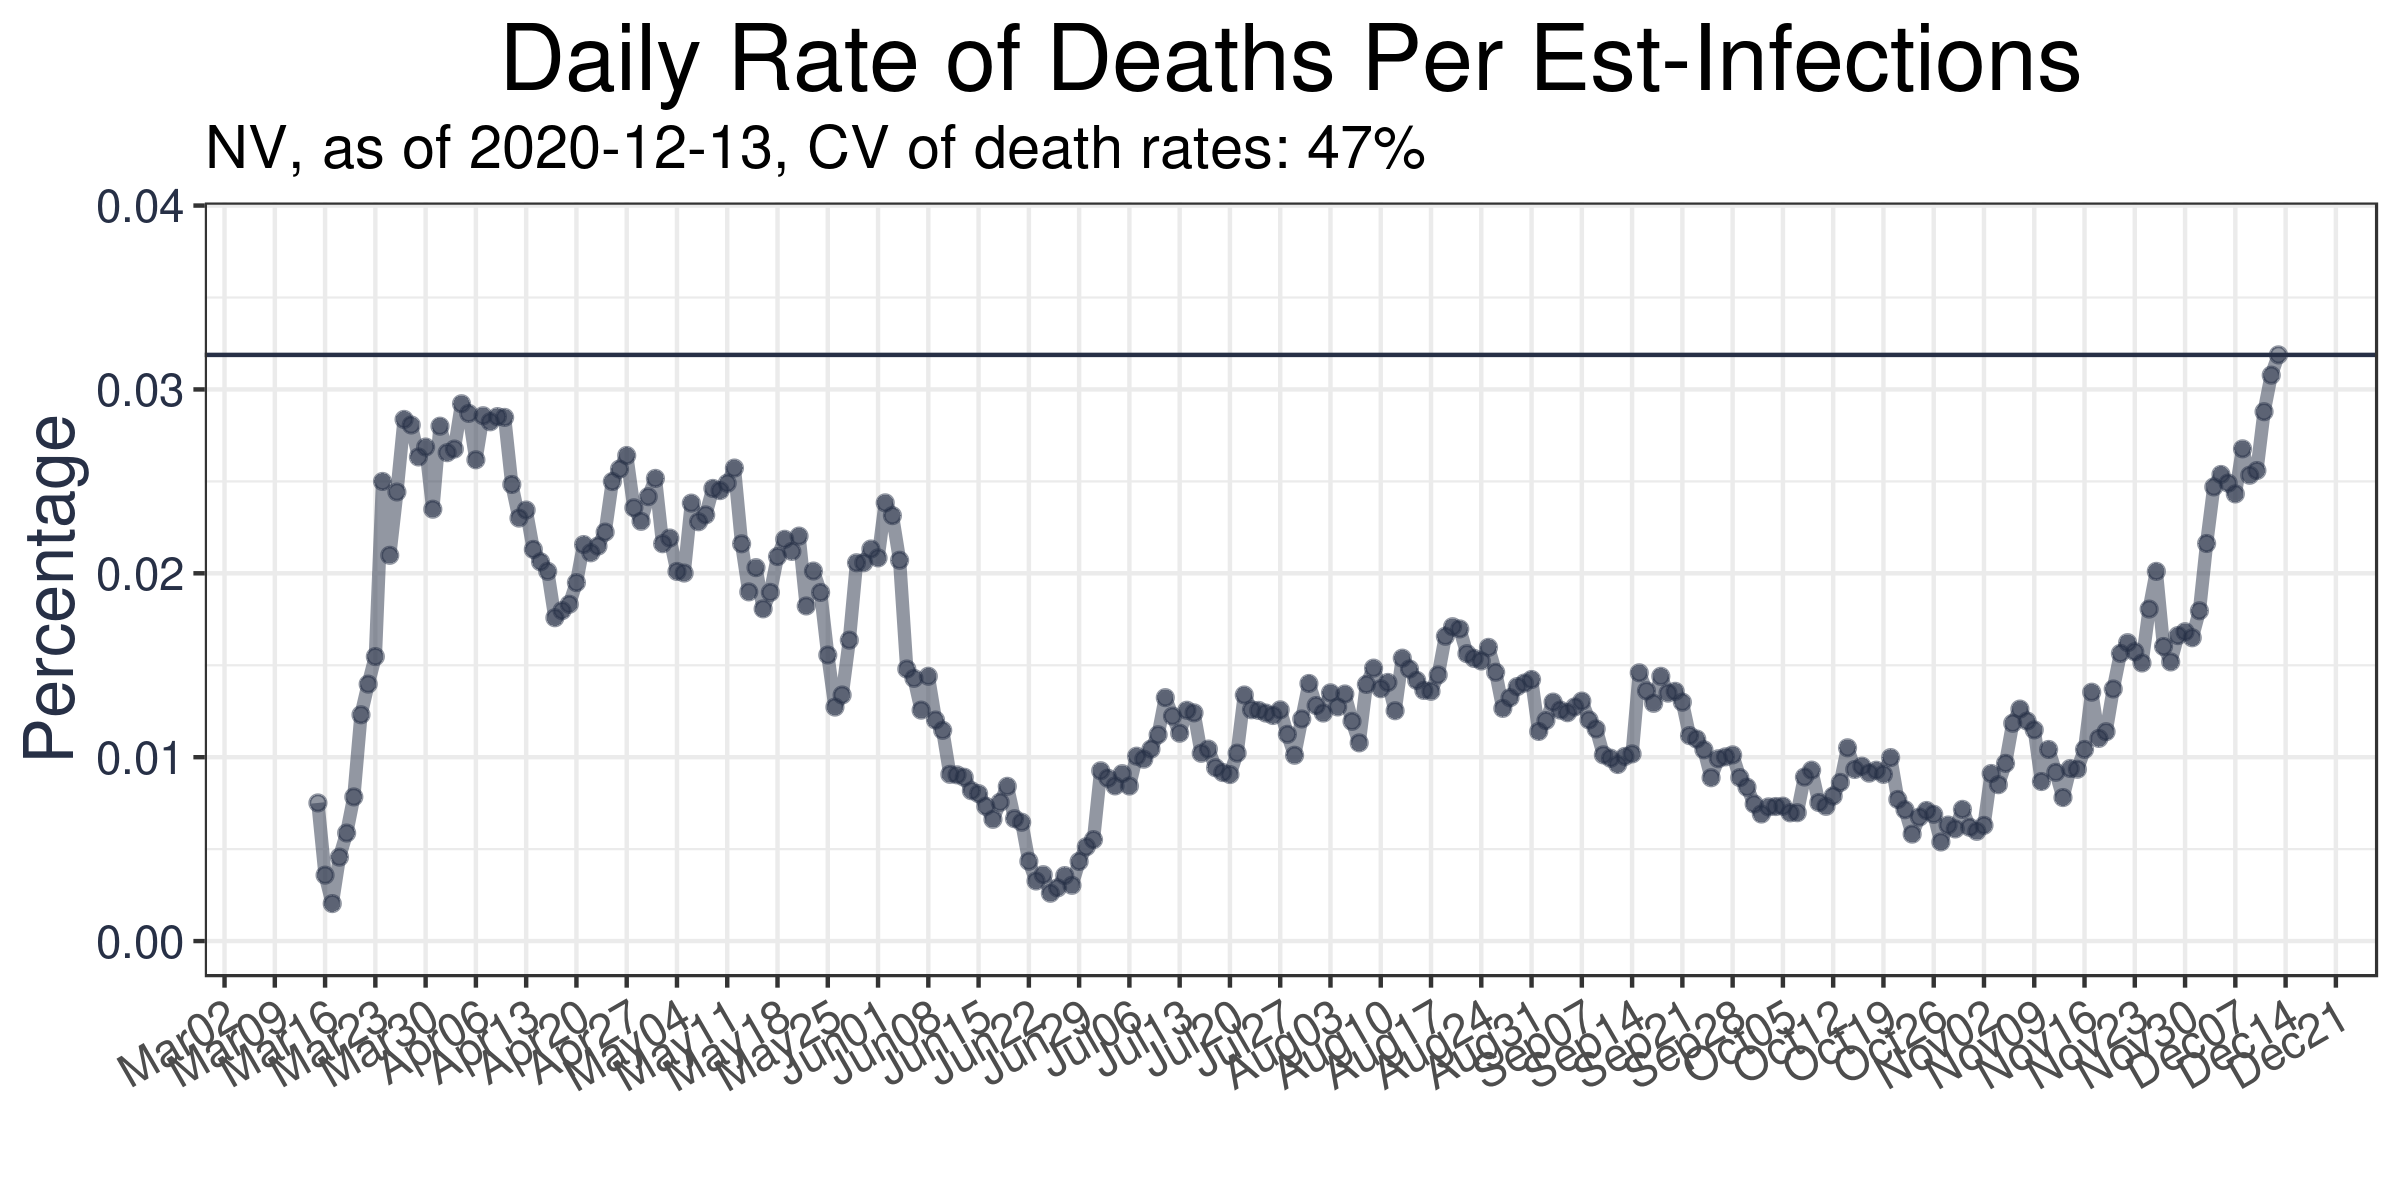 Daily Rate of Deaths Per Est-Infections
NV, as of 2020-12-13, CV of death rates: 47%
Percentage
0.04
0.03
0.02
0.01
0.00
Mar02
Mar09
Mar16
Mar23
Mar30
Apr06
Apr13
Apr20
Apr27
May04
May11
May18
May25
Jun01
Jun08
Jun15
Jun22
Jun29
Jul06
Jul13
Jul20
Jul27
Aug03
Aug10
Aug17
Aug24
Aug31
Sep07
Sep14
Sep21
Sep28
Oct05
Oct12
Oct19
Oct26
Nov02
Nov09
Nov16
Nov23
Nov30
Dec07
Dec14
Dec21